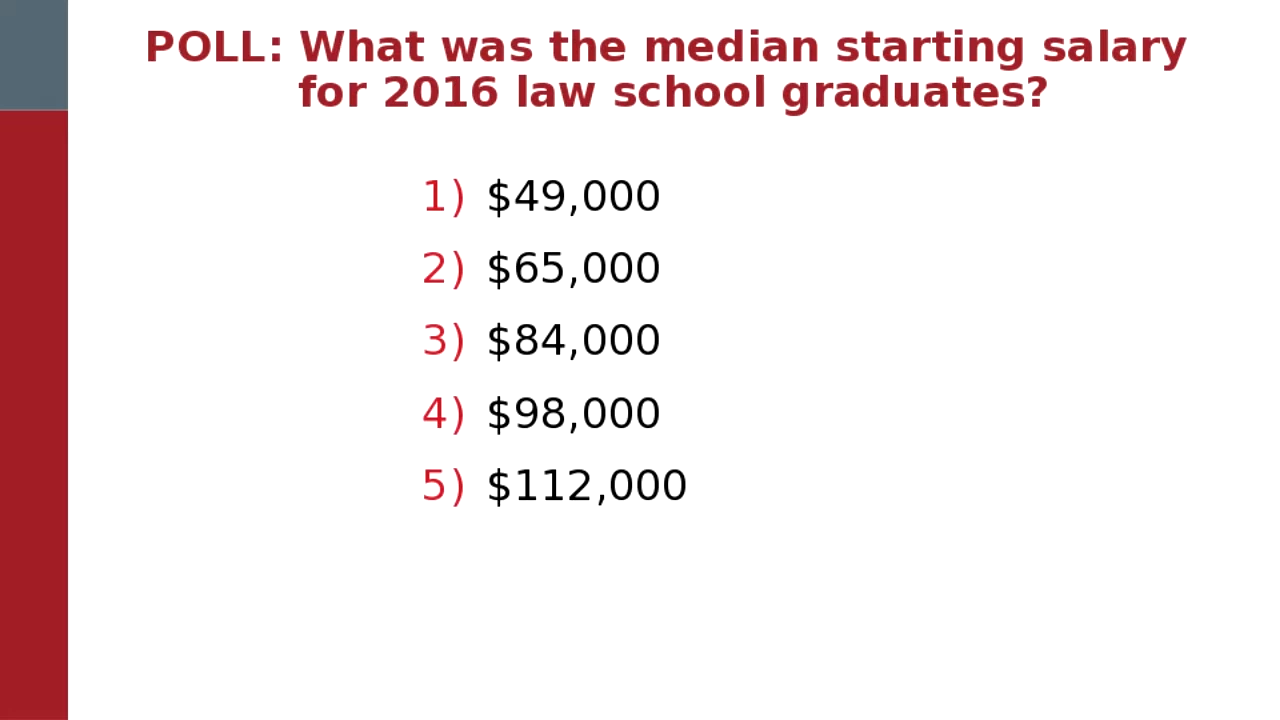 POLL: What was the median starting salary
for 2016 law school graduates?
1) $49,000
2) $65,000
3) $84,000
4) $98,000
5) $112,000